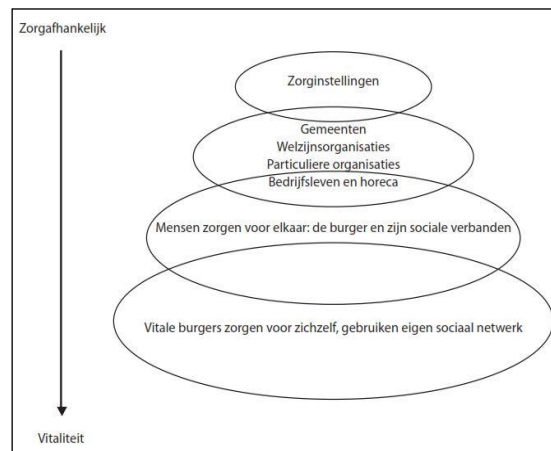 Zorgafhankelijk
Zorginstellingen
Gemeenten
Welzijnsorganisaties
Particuliere organisaties
Bedrijfsleven en horeca
Mensen zorgen voor elkaar: de burger en zijn sociale verbanden
Vitale burgers zorgen voor zichzelf, gebruiken eigen sociaal netwerk
Vitaliteit